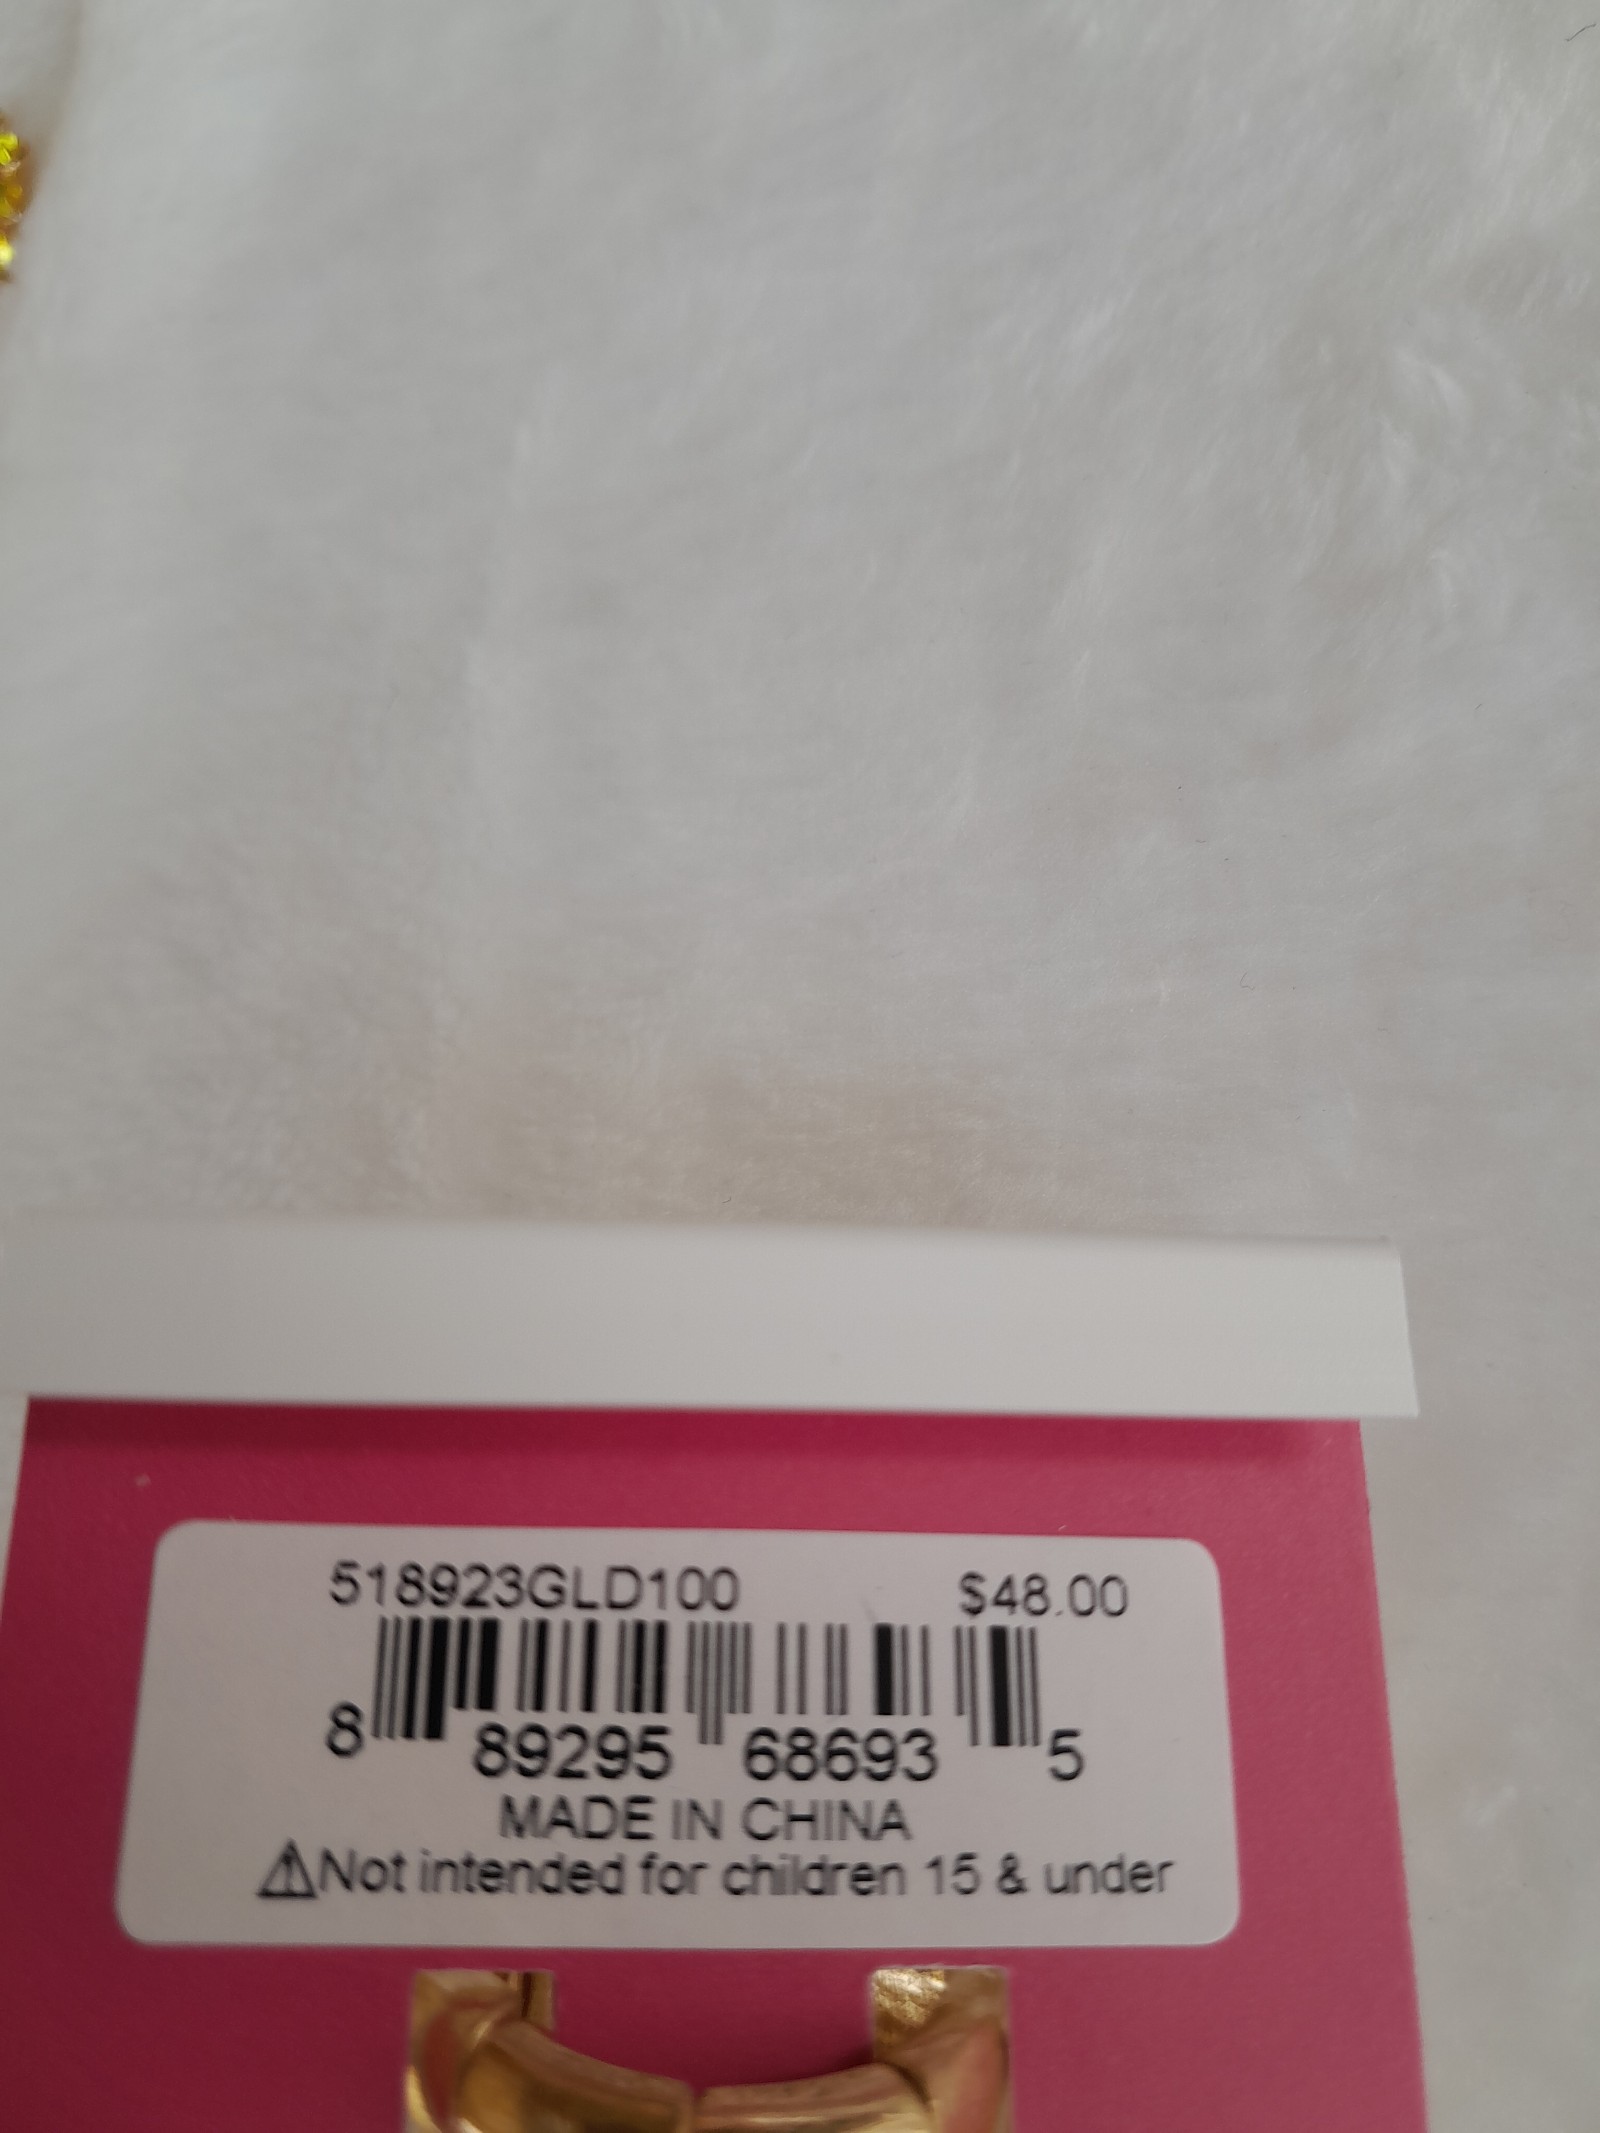 518923GLD100 $48.00
8 89295 68693 5
MADE IN CHINA
⚠Not intended for children 15 & under